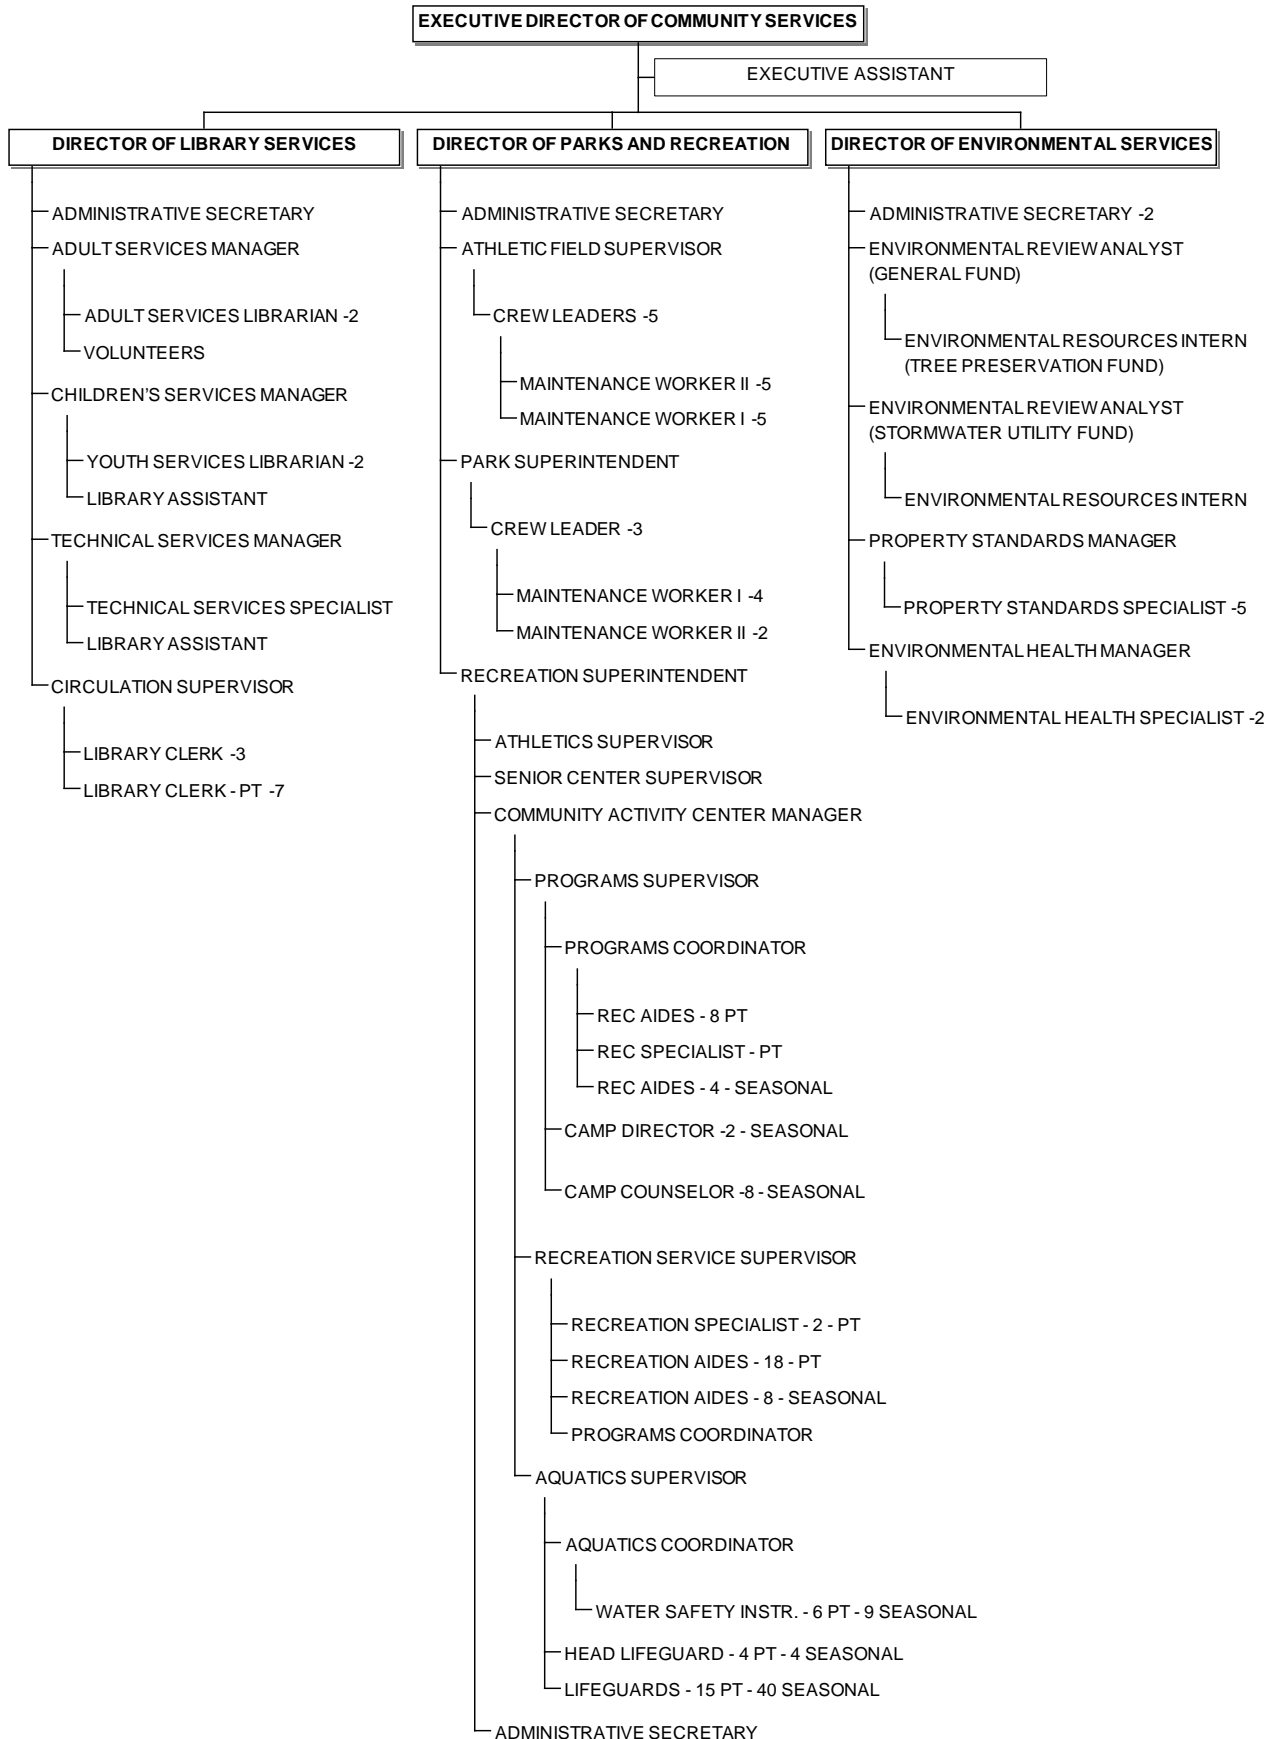 EXECUTIVE DIRECTOR OF COMMUNITY SERVICES
EXECUTIVE ASSISTANT
DIRECTOR OF LIBRARY SERVICES
ADMINISTRATIVE SECRETARY
ADULT SERVICES MANAGER
ADULT SERVICES LIBRARIAN -2
VOLUNTEERS
CHILDREN'S SERVICES MANAGER
YOUTH SERVICES LIBRARIAN -2
LIBRARY ASSISTANT
TECHNICAL SERVICES MANAGER
TECHNICAL SERVICES SPECIALIST
LIBRARY ASSISTANT
CIRCULATION SUPERVISOR
LIBRARY CLERK -3
LIBRARY CLERK - PT -7
DIRECTOR OF PARKS AND RECREATION
ADMINISTRATIVE SECRETARY
ATHLETIC FIELD SUPERVISOR
CREW LEADERS -5
MAINTENANCE WORKER II -5
MAINTENANCE WORKER I -5
PARK SUPERINTENDENT
CREW LEADER -3
MAINTENANCE WORKER I -4
MAINTENANCE WORKER II -2
RECREATION SUPERINTENDENT
ATHLETICS SUPERVISOR
SENIOR CENTER SUPERVISOR
COMMUNITY ACTIVITY CENTER MANAGER
PROGRAMS SUPERVISOR
PROGRAMS COORDINATOR
REC AIDES - 8 PT
REC SPECIALIST - PT
REC AIDES - 4 - SEASONAL
CAMP DIRECTOR -2 - SEASONAL
CAMP COUNSELOR -8 - SEASONAL
RECREATION SERVICE SUPERVISOR
RECREATION SPECIALIST - 2 - PT
RECREATION AIDES - 18 - PT
RECREATION AIDES - 8 - SEASONAL
PROGRAMS COORDINATOR
AQUATICS SUPERVISOR
AQUATICS COORDINATOR
WATER SAFETY INSTR. - 6 PT - 9 SEASONAL
HEAD LIFEGUARD - 4 PT - 4 SEASONAL
LIFEGUARDS - 15 PT - 40 SEASONAL
ADMINISTRATIVE SECRETARY
DIRECTOR OF ENVIRONMENTAL SERVICES
ADMINISTRATIVE SECRETARY -2
ENVIRONMENTAL REVIEW ANALYST
(GENERAL FUND)
ENVIRONMENTAL RESOURCES INTERN
(TREE PRESERVATION FUND)
ENVIRONMENTAL REVIEW ANALYST
(STORMWATER UTILITY FUND)
ENVIRONMENTAL RESOURCES INTERN
PROPERTY STANDARDS MANAGER
PROPERTY STANDARDS SPECIALIST -5
ENVIRONMENTAL HEALTH MANAGER
ENVIRONMENTAL HEALTH SPECIALIST -2